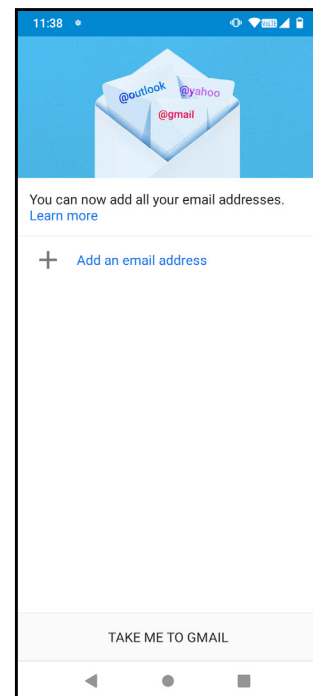 11:38
VoLTE
@outlook
@yahoo
@gmail
You can now add all your email addresses.
Learn more
Add an email address
TAKE ME TO GMAIL